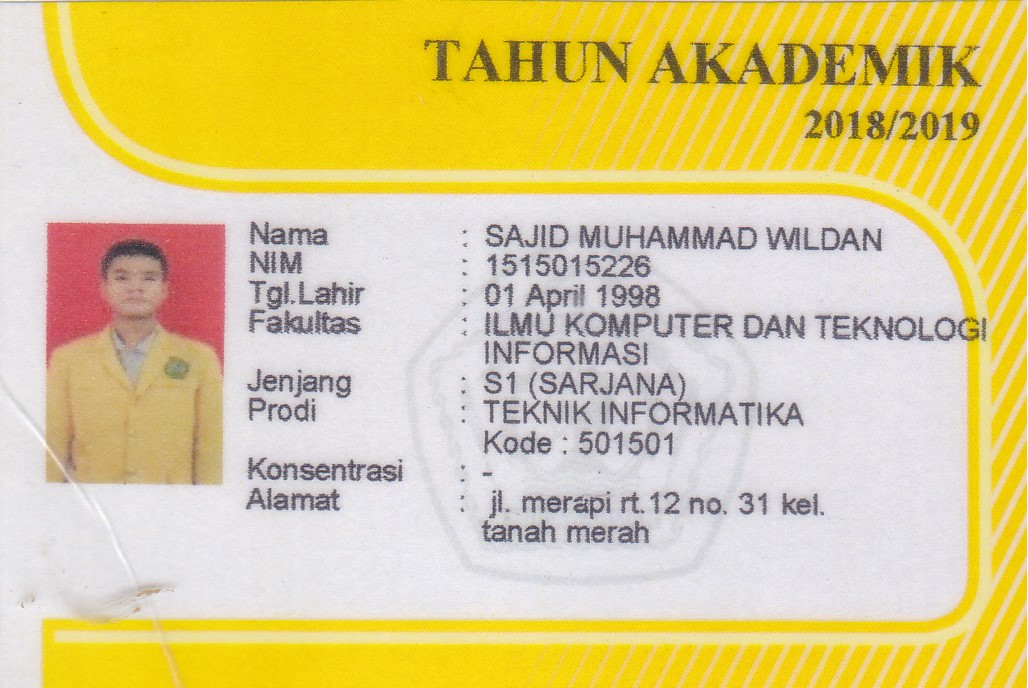 TAHUN AKADEMIK
2018/2019
Nama : SAJID MUHAMMAD WILDAN
NIM : 1515015226
Tgl.Lahir : 01 April 1998
Fakultas : ILMU KOMPUTER DAN TEKNOLOGI
INFORMASI
Jenjang : S1 (SARJANA)
Prodi : TEKNIK INFORMATIKA
Kode : 501501
Konsentrasi : -
Alamat : jl. merapi rt.12 no. 31 kel.
tanah merah